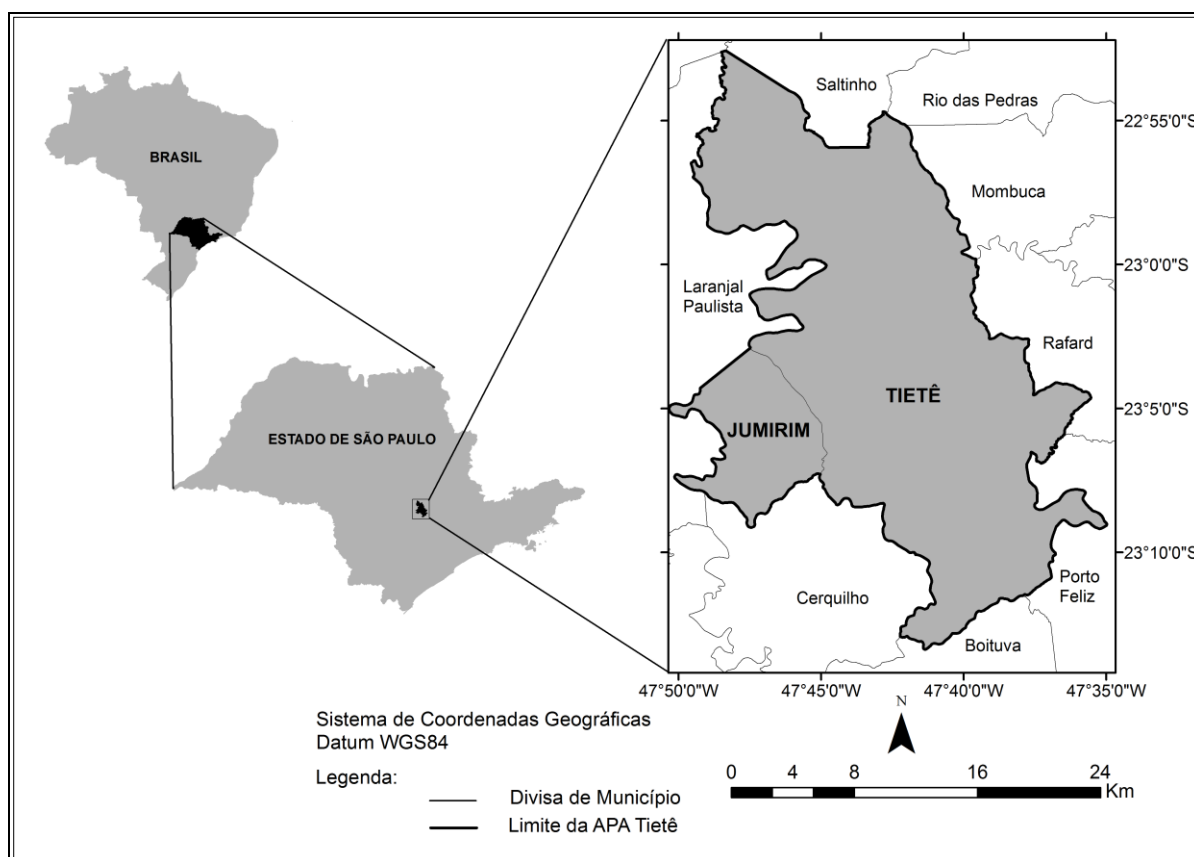 BRASIL
ESTADO DE SÃO PAULO
Saltinho
Rio das Pedras
Mombuca
Laranjal
Paulista
Rafard
TIETÊ
JUMIRIM
Cerquilho
Porto
Feliz
Boituva
22°55'0"S
23°0'0"S
23°5'0"S
23°10'0"S
47°50'0"W 47°45'0"W 47°40'0"W 47°35'0"W
Sistema de Coordenadas Geográficas
Datum WGS84
Legenda:
Divisa de Município
Limite da APA Tietê
N
0 4 8 16 24
Km